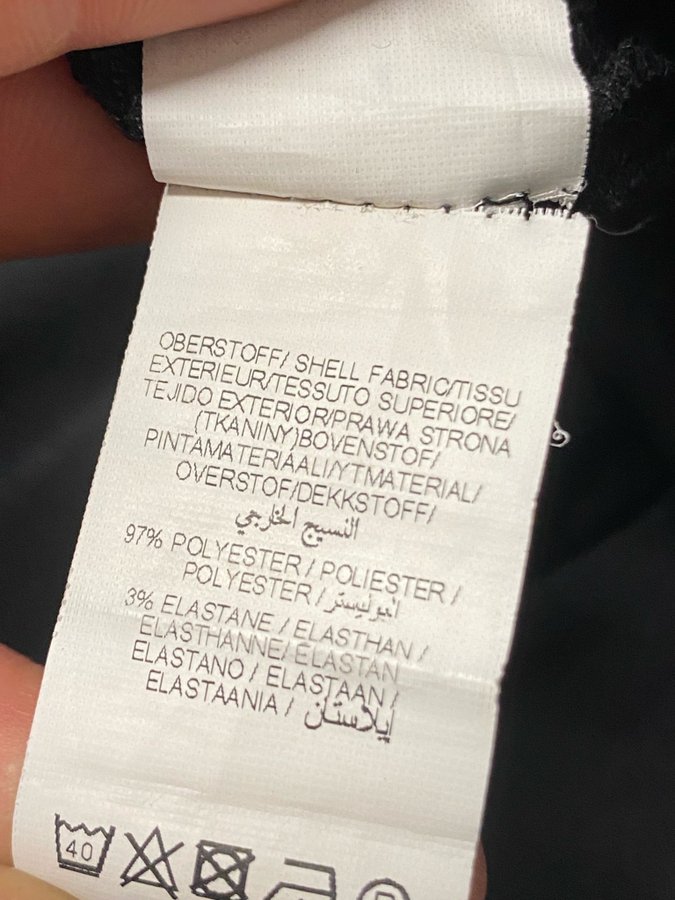 OBERSTOFF/ SHELL FABRIC/TISSU
EXTERIEUR/TESSUTO SUPERIORE/
TEJIDO EXTERIOR/PRAWA STRONA
(TKANINY)BOVENSTOF/
PINTAMATERIAALI/YTMATERIAL/
OVERSTOF/DEKKSTOFF/
النسيج الخارجي
97% POLYESTER / POLIESTER /
POLYESTER /
3% ELASTANE / ELASTHAN /
ELASTHANNE/ ELASTAN
ELASTANO / ELASTAAN /
ELASTAANIA / إيلاستان
40
P